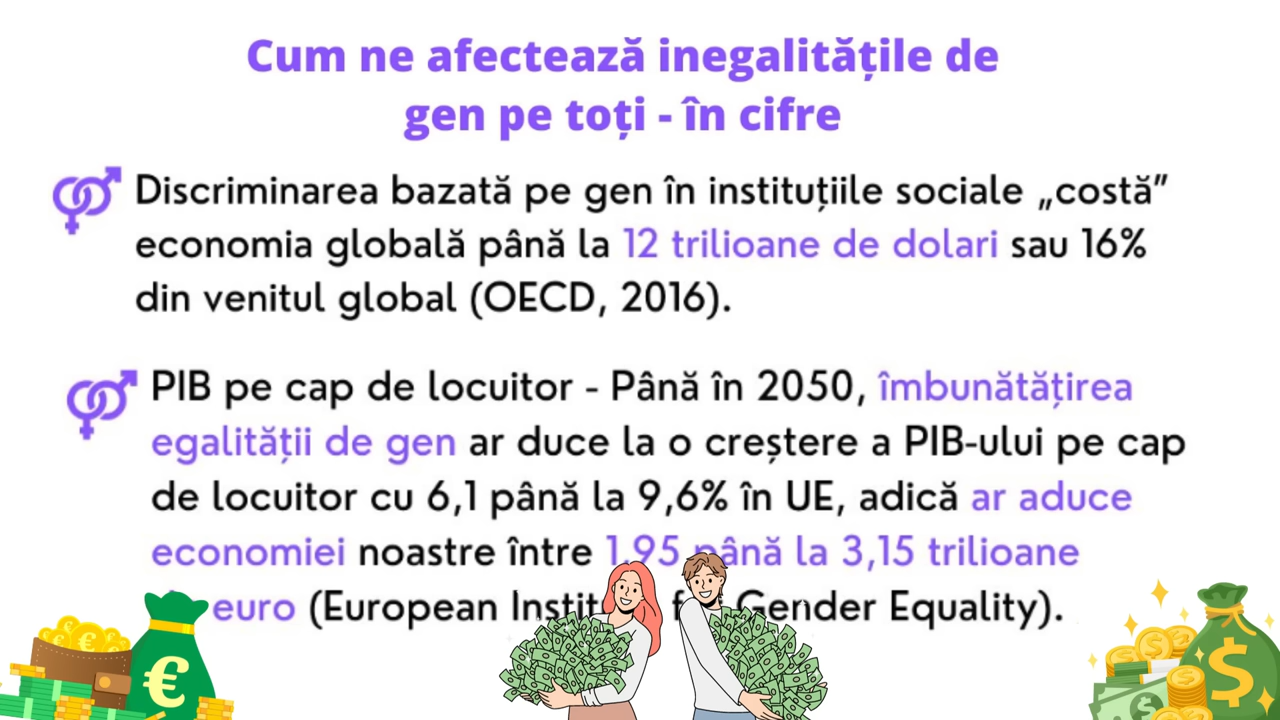 Cum ne afectează inegalitățile de
gen pe toți - în cifre
Discriminarea bazată pe gen în instituțiile sociale „costă”
economia globală până la 12 trilioane de dolari sau 16%
din venitul global (OECD, 2016).
PIB pe cap de locuitor - Până în 2050, îmbunătățirea
egalității de gen ar duce la o creștere a PIB-ului pe cap
de locuitor cu 6,1 până la 9,6% în UE, adică ar aduce
economiei noastre între 1,95 până la 3,15 trilioane
euro (European Gender Equality).
€
$